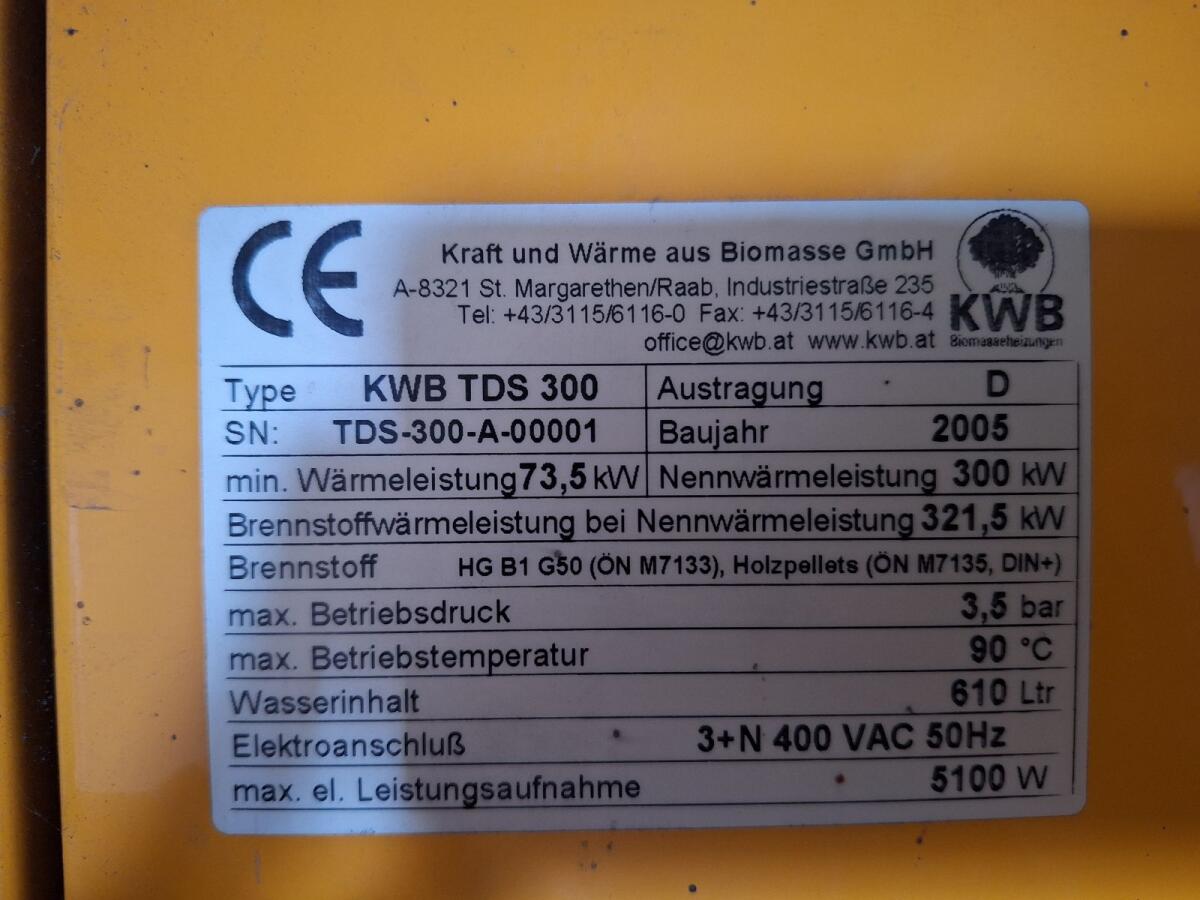 CE
Kraft und Wärme aus Biomasse GmbH
A-8321 St. Margarethen/Raab, Industriestraße 235
Tel: +43/3115/6116-0 Fax: +43/3115/6116-4
office@kwb.at www.kwb.at
KWB
Biomasseheizungen
Type KWB TDS 300 Austragung D
SN: TDS-300-A-00001 Baujahr 2005
min. Wärmeleistung 73,5 kW Nennwärmeleistung 300 kW
Brennstoffwärmeleistung bei Nennwärmeleistung 321,5 kW
Brennstoff HG B1 G50 (ÖN M7133), Holzpellets (ÖN M7135, DIN+)
max. Betriebsdruck 3,5 bar
max. Betriebstemperatur 90 °C
Wasserinhalt 610 Ltr
Elektroanschluß 3+N 400 VAC 50Hz
max. el. Leistungsaufnahme 5100 W